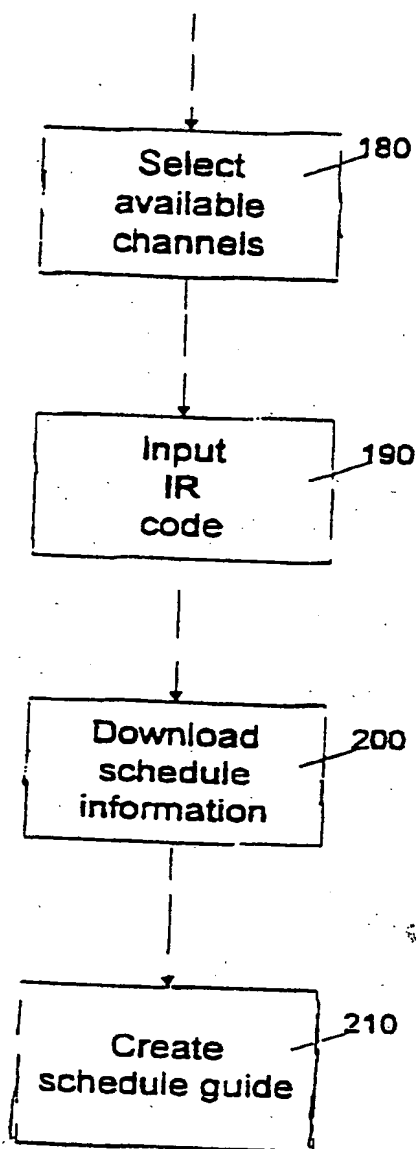 180
Select
available
channels
190
Input
IR
code
200
Download
schedule
information
210
Create
schedule guide